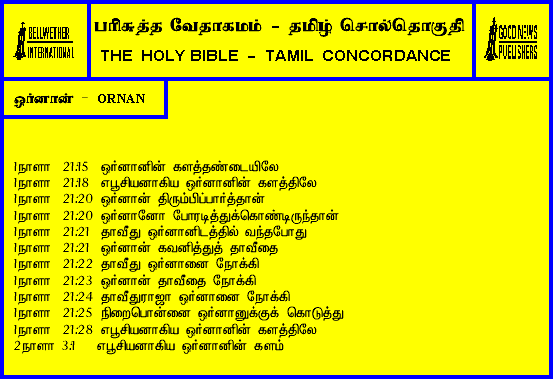 BELLWETHER
INTERNATIONAL
பரிசுத்த வேதாகமம் - தமிழ் சொல்தொகுதி
THE HOLY BIBLE - TAMIL CONCORDANCE
GOOD NEWS
PUBLISHERS
ஒர்னான் - ORNAN
1நாளா 21:15 ஒர்னானின் களத்தண்டையிலே
1நாளா 21:18 எபூசியனாகிய ஒர்னானின் களத்திலே
1நாளா 21:20 ஒர்னான் திரும்பிப்பார்த்தான்
1நாளா 21:20 ஒர்னானோ போரடித்துக்கொண்டிருந்தான்
1நாளா 21:21 தாவீது ஒர்னானிடத்தில் வந்தபோது
1நாளா 21:21 ஒர்னான் கவனித்துத் தாவீதை
1நாளா 21:22 தாவீது ஒர்னானை நோக்கி
1நாளா 21:23 ஒர்னான் தாவீதை நோக்கி
1நாளா 21:24 தாவீதுராஜா ஒர்னானை நோக்கி
1நாளா 21:25 நிறைபொன்னை ஒர்னானுக்குக் கொடுத்து
1நாளா 21:28 எபூசியனாகிய ஒர்னானின் களத்திலே
2நாளா 3:1 எபூசியனாகிய ஒர்னானின் களம்